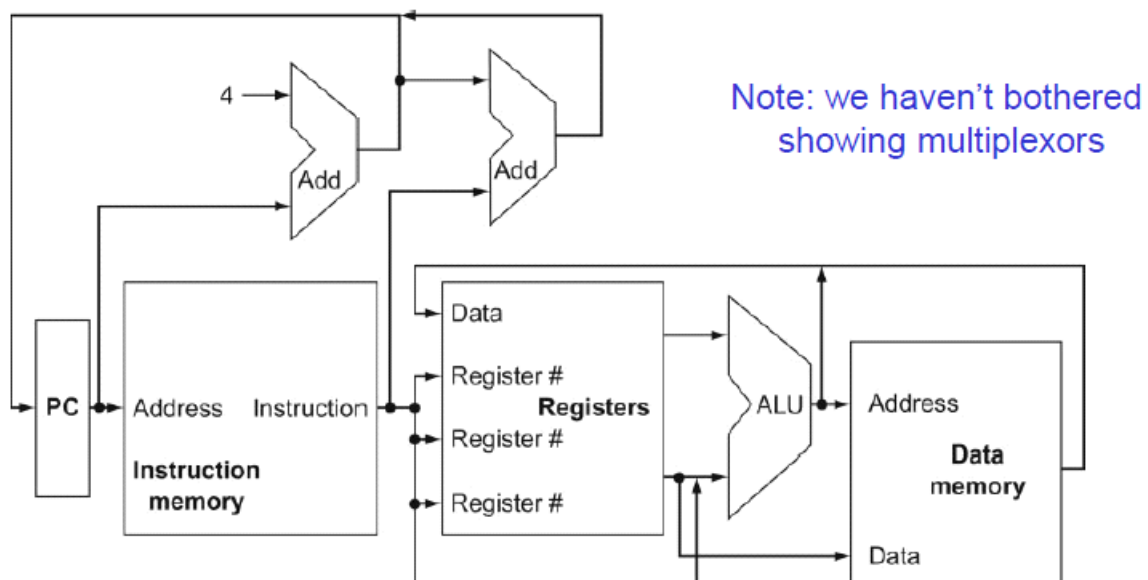 4
Add
Add
Note: we haven't bothered
showing multiplexors
PC
Address
Instruction
Instruction
memory
Data
Register #
Registers
Register #
Register #
ALU
Address
Data
memory
Data